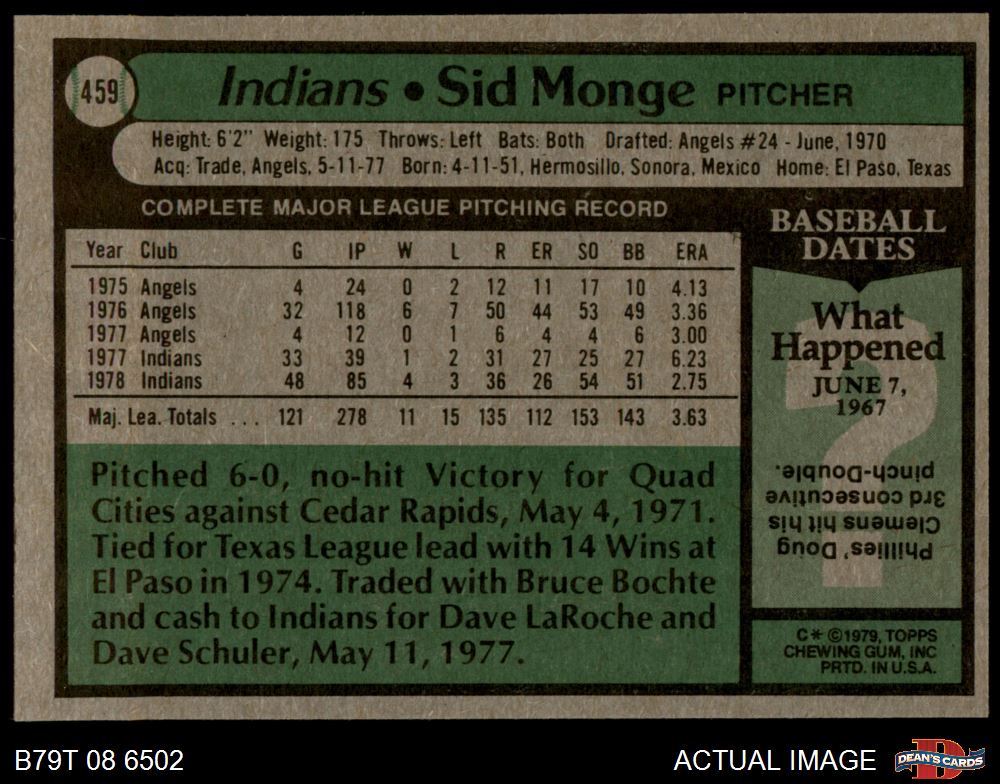 459
Indians • Sid Monge PITCHER
Height: 6'2" Weight: 175 Throws: Left Bats: Both Drafted: Angels #24 - June, 1970
Acq: Trade, Angels, 5-11-77 Born: 4-11-51, Hermosillo, Sonora, Mexico Home: El Paso, Texas
COMPLETE MAJOR LEAGUE PITCHING RECORD
Year Club G IP W L R ER SO BB ERA
1975 Angels 4 24 0 2 12 11 17 10 4.13
1976 Angels 32 118 6 7 50 44 53 49 3.36
1977 Angels 4 12 0 1 6 4 4 6 3.00
1977 Indians 33 39 1 2 31 27 25 27 6.23
1978 Indians 48 85 4 3 36 26 54 51 2.75
Maj. Lea. Totals ... 121 278 11 15 135 112 153 143 3.63
Pitched 6-0, no-hit Victory for Quad
Cities against Cedar Rapids, May 4, 1971.
Tied for Texas League lead with 14 Wins at
El Paso in 1974. Traded with Bruce Bochte
and cash to Indians for Dave LaRoche and
Dave Schuler, May 11, 1977.
BASEBALL
DATES
What
Happened
JUNE 7,
1967
?
Phillies' Doug
Clemens hit his
3rd consecutive
pinch-Double.
C* ©1979, TOPPS
CHEWING GUM, INC
PRTD. IN U.S.A.
B79T 08 6502
ACTUAL IMAGE
D
DEAN'S CARDS